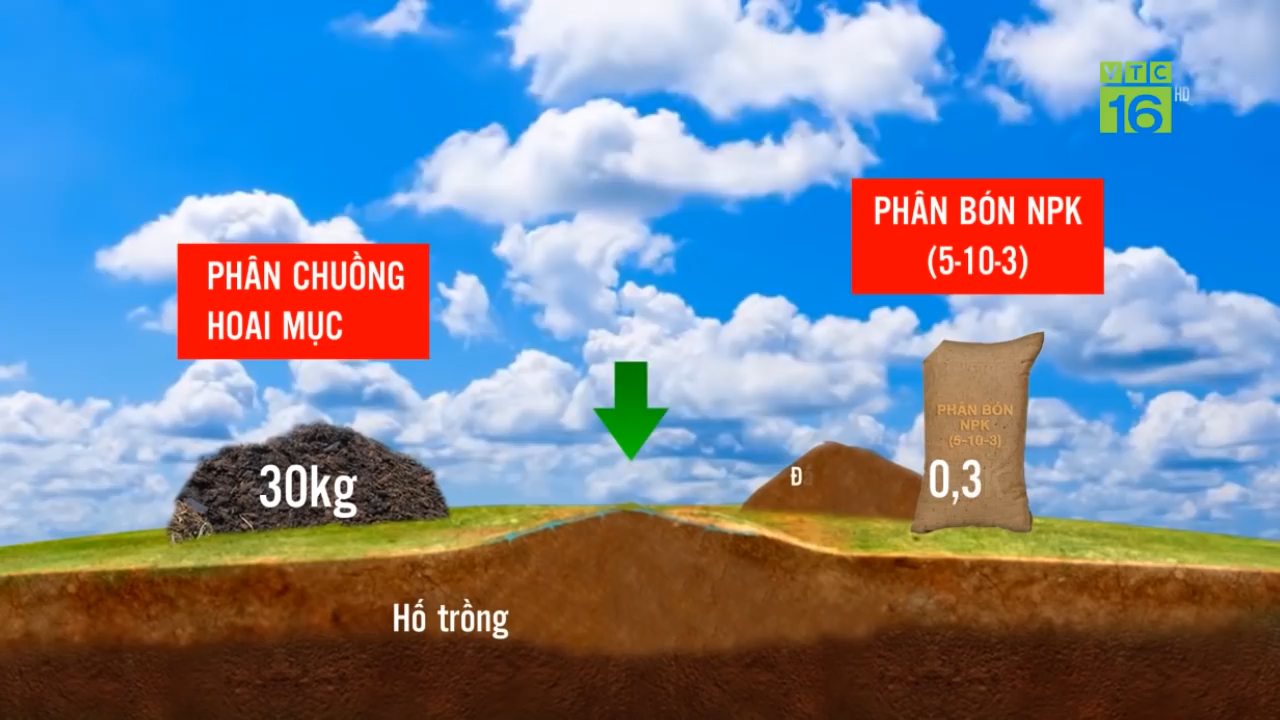 VTC
16
HD
PHÂN BÓN NPK
(5-10-3)
PHÂN CHUỒNG
HOAI MỤC
PHÂN BÓN
NPK
(5-10-3)
30kg
Đ
0,3
Hố trồng